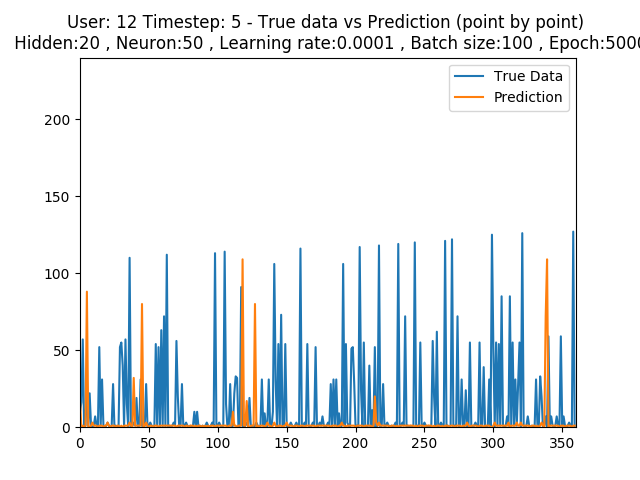 User: 12 Timestep: 5 - True data vs Prediction (point by point)
Hidden:20 , Neuron:50 , Learning rate:0.0001 , Batch size:100 , Epoch:5000
True Data
Prediction
200
150
100
50
0
0 50 100 150 200 250 300 350